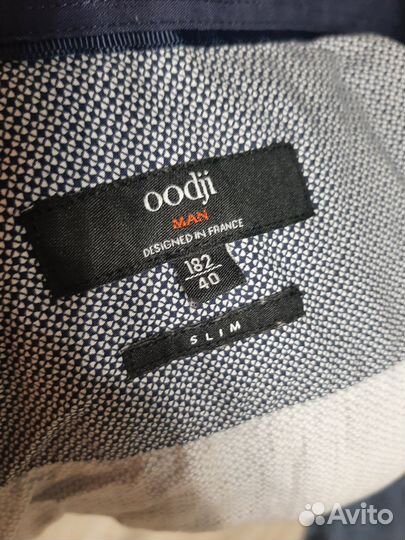 oodji
MAN
DESIGNED IN FRANCE
182
40
SLIM
Avito